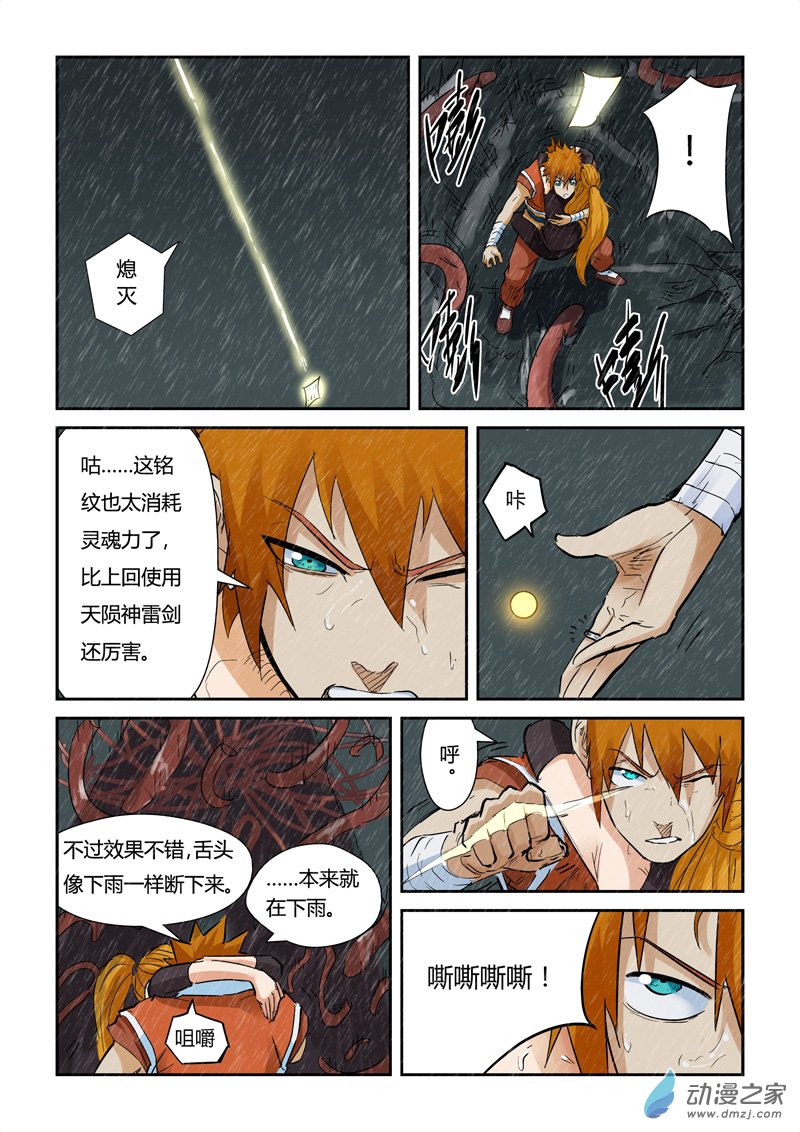 熄
灭
！
嘭
嘭
嘭
咕……这铭
纹也太消耗
灵魂力了，
比上回使用
天陨神雷剑
还厉害。
咔
不过效果不错，舌头
像下雨一样断下来。
……本来就
在下雨。
咀嚼
呼。
嘶嘶嘶嘶！
动漫之家
www.dmzj.com